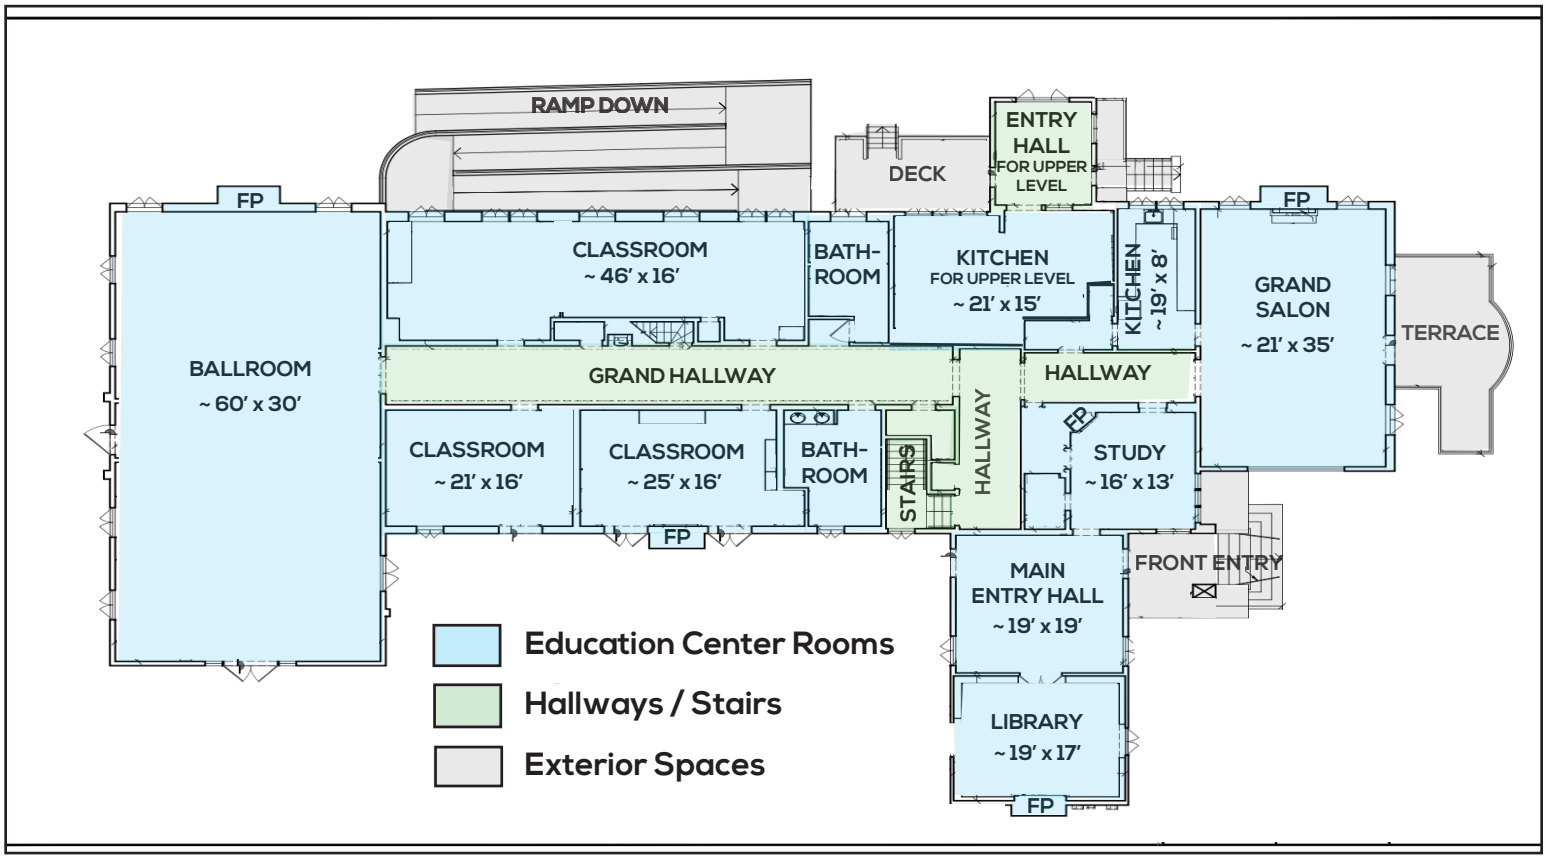 RAMP DOWN
ENTRY
HALL
FOR UPPER
LEVEL
DECK
FP
FP
CLASSROOM
~ 46' x 16'
BATH-
ROOM
KITCHEN
FOR UPPER LEVEL
~ 21' x 15'
KITCHEN
~ 19' x 8'
GRAND
SALON
~ 21' x 35'
TERRACE
BALLROOM
~ 60' x 30'
GRAND HALLWAY
HALLWAY
HALLWAY
FP
CLASSROOM
~ 21' x 16'
CLASSROOM
~ 25' x 16'
BATH-
ROOM
STAIRS
STUDY
~ 16' x 13'
FP
MAIN
ENTRY HALL
~ 19' x 19'
FRONT ENTRY
Education Center Rooms
Hallways / Stairs
Exterior Spaces
LIBRARY
~ 19' x 17'
FP